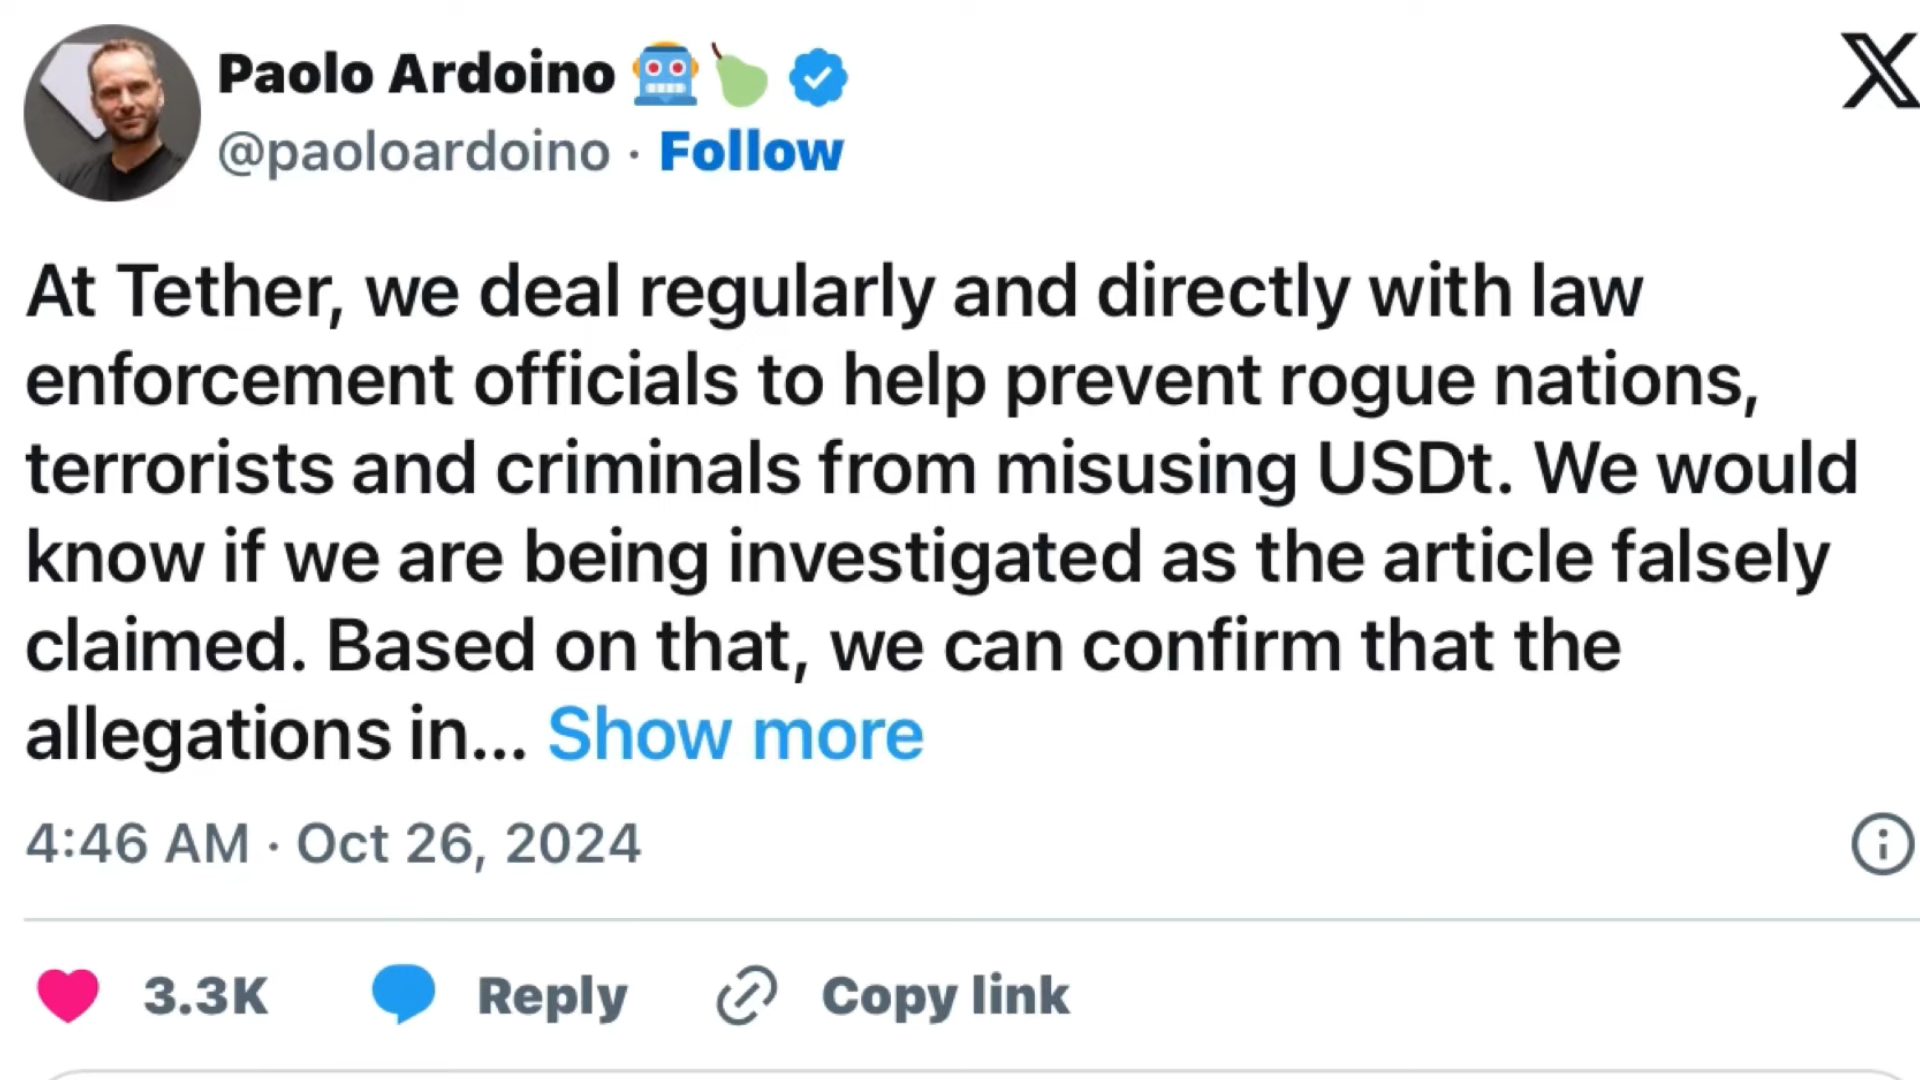 Paolo Ardoino
@paoloardoino · Follow
At Tether, we deal regularly and directly with law
enforcement officials to help prevent rogue nations,
terrorists and criminals from misusing USDt. We would
know if we are being investigated as the article falsely
claimed. Based on that, we can confirm that the
allegations in... Show more
4:46 AM · Oct 26, 2024
3.3K Reply Copy link